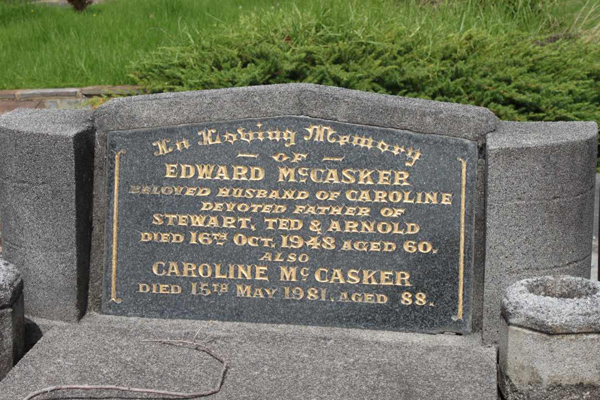 In Loving Memory
of
EDWARD McCASKER
BELOVED HUSBAND OF CAROLINE
DEVOTED FATHER OF
STEWART, TED & ARNOLD
DIED 16TH OCT. 1948 AGED 60.
ALSO
CAROLINE McCASKER
DIED 15TH MAY 1981, AGED 88.